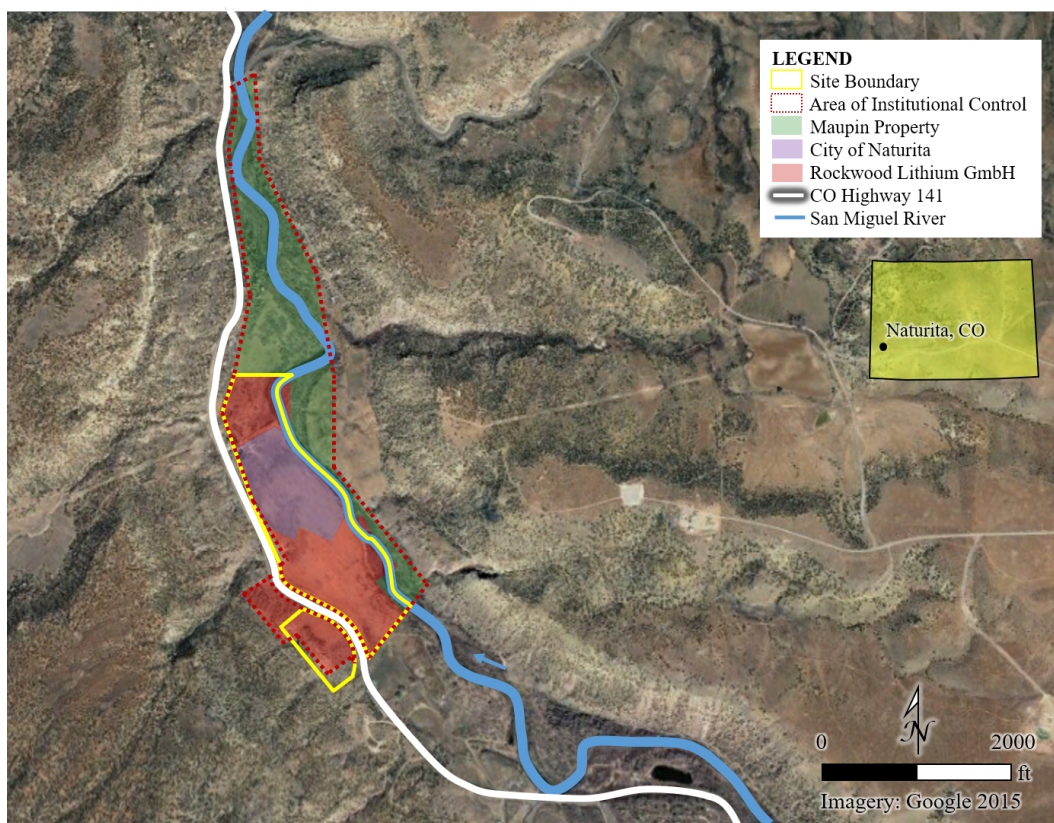 LEGEND
Site Boundary
Area of Institutional Control
Maupin Property
City of Naturita
Rockwood Lithium GmbH
CO Highway 141
San Miguel River
Naturita, CO
N
0 2000
ft
Imagery: Google 2015